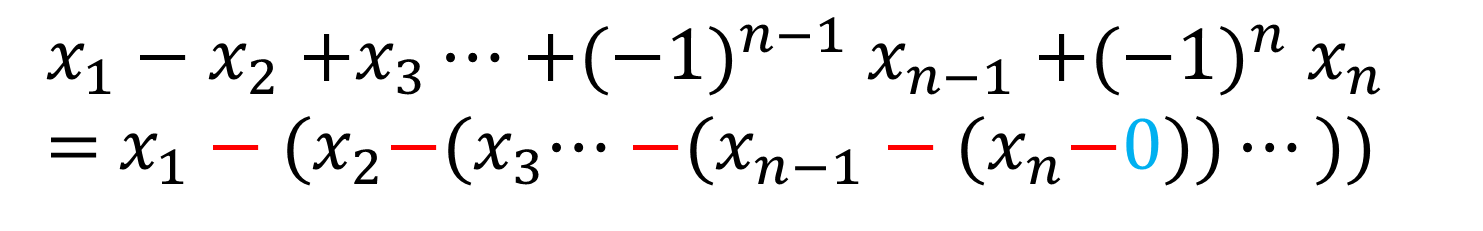 x₁ − x₂ +x₃ ⋯ +(−1)ⁿ⁻¹ xₙ₋₁ +(−1)ⁿ xₙ
= x₁ − (x₂−(x₃⋯ −(xₙ₋₁ − (xₙ−0)) ⋯ ))